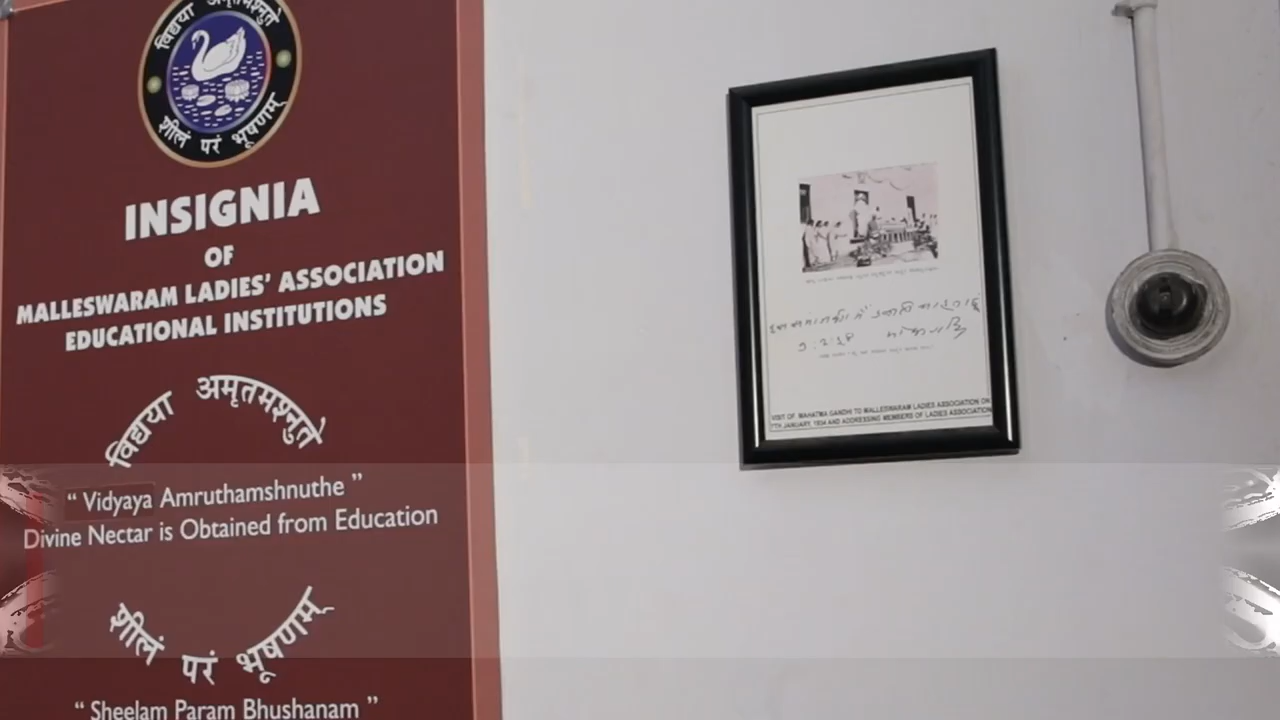 विद्यया अमृतमश्नुते
शीलं परं भूषणम्
INSIGNIA
OF
MALLESWARAM LADIES' ASSOCIATION
EDUCATIONAL INSTITUTIONS
विद्यया अमृतमश्नुते
“ Vidyaya Amruthamshnuthe ”
Divine Nectar is Obtained from Education
शीलं परं भूषणम्
“ Sheelam Param Bhushanam ”
VISIT OF MAHATMA GANDHI TO MALLESWARAM LADIES ASSOCIATION ON
7TH JANUARY, 1934 AND ADDRESSING MEMBERS OF LADIES ASSOCIATION